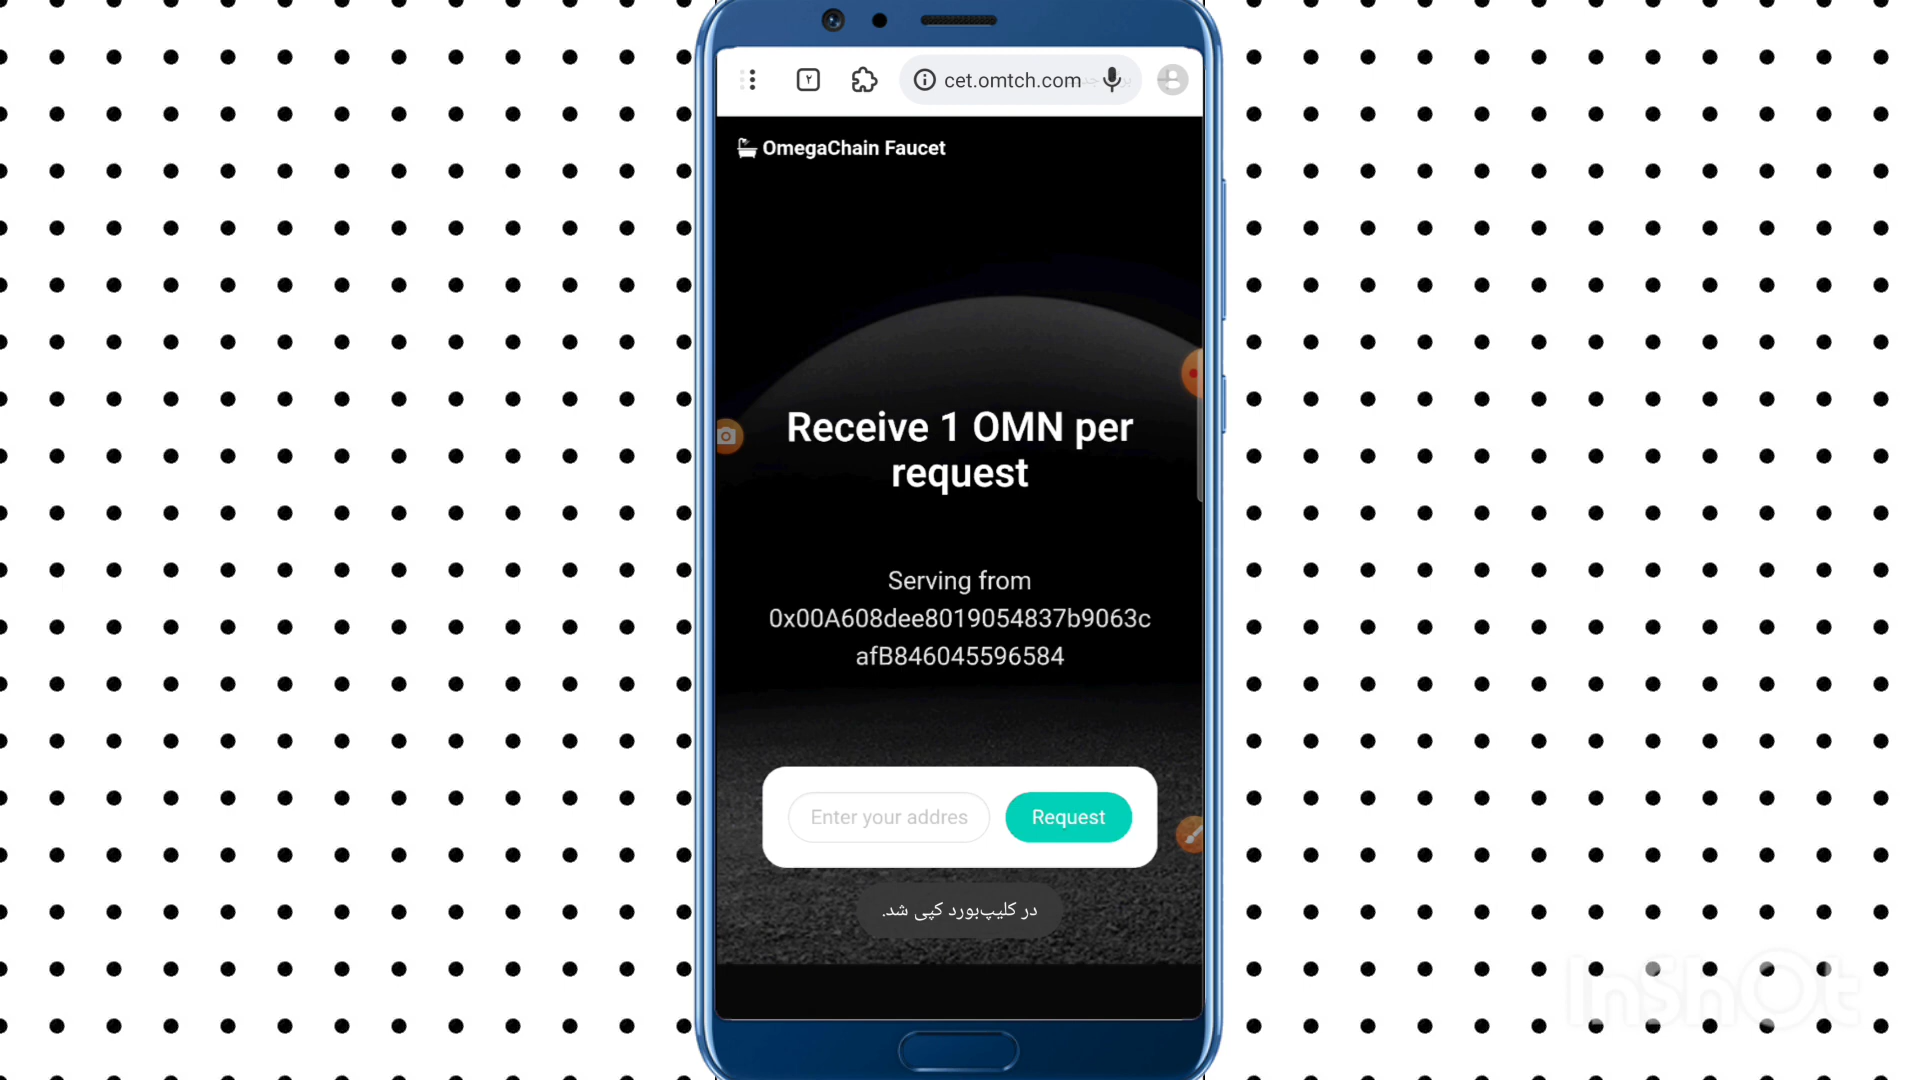 ۲
cet.omtch.com
OmegaChain Faucet
Receive 1 OMN per
request
Serving from
0x00A608dee8019054837b9063c
afB846045596584
Enter your addres
Request
در کلیپ‌بورد کپی شد.
InShOt